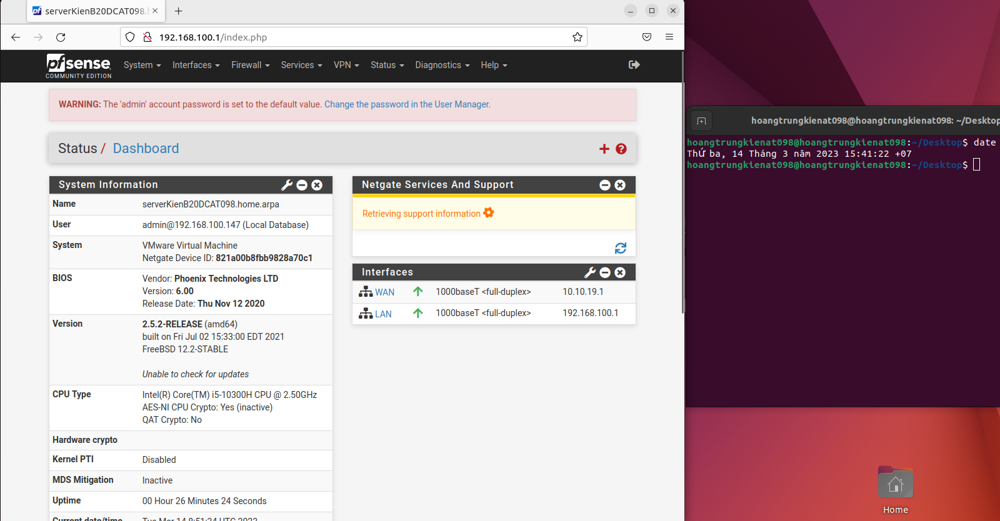 serverKienB20DCAT098.h
192.168.100.1/index.php
pfsense
COMMUNITY EDITION
System
Interfaces
Firewall
Services
VPN
Status
Diagnostics
Help
WARNING: The 'admin' account password is set to the default value. Change the password in the User Manager.
Status / Dashboard
System Information
Name serverKienB20DCAT098.home.arpa
User admin@192.168.100.147 (Local Database)
System VMware Virtual Machine
Netgate Device ID: 821a00b8fbb9828a70c1
BIOS Vendor: Phoenix Technologies LTD
Version: 6.00
Release Date: Thu Nov 12 2020
Version 2.5.2-RELEASE (amd64)
built on Fri Jul 02 15:33:00 EDT 2021
FreeBSD 12.2-STABLE
Unable to check for updates
CPU Type Intel(R) Core(TM) i5-10300H CPU @ 2.50GHz
AES-NI CPU Crypto: Yes (inactive)
QAT Crypto: No
Hardware crypto
Kernel PTI Disabled
MDS Mitigation Inactive
Uptime 00 Hour 26 Minutes 24 Seconds
Current date/time Tue Mar 14 8:51:24 UTC 2023
Netgate Services And Support
Retrieving support information
Interfaces
WAN 1000baseT <full-duplex> 10.10.19.1
LAN 1000baseT <full-duplex> 192.168.100.1
hoangtrungkienat098@hoangtrungkienat098: ~/Desktop
hoangtrungkienat098@hoangtrungkienat098:~/Desktop$ date
Thứ ba, 14 Tháng 3 năm 2023 15:41:22 +07
hoangtrungkienat098@hoangtrungkienat098:~/Desktop$
Home